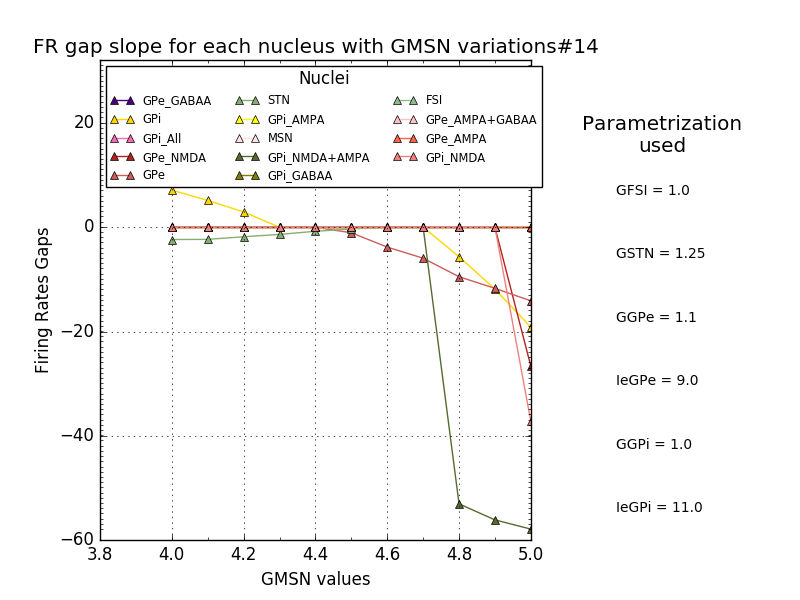 FR gap slope for each nucleus with GMSN variations#14
Nuclei
GPe_GABAA
GPi
GPi_All
GPe_NMDA
GPe
STN
GPi_AMPA
MSN
GPi_NMDA+AMPA
GPi_GABAA
FSI
GPe_AMPA+GABAA
GPe_AMPA
GPi_NMDA
20
0
−20
−40
−60
Firing Rates Gaps
3.8 4.0 4.2 4.4 4.6 4.8 5.0
GMSN values
Parametrization
used
GFSI = 1.0
GSTN = 1.25
GGPe = 1.1
IeGPe = 9.0
GGPi = 1.0
IeGPi = 11.0